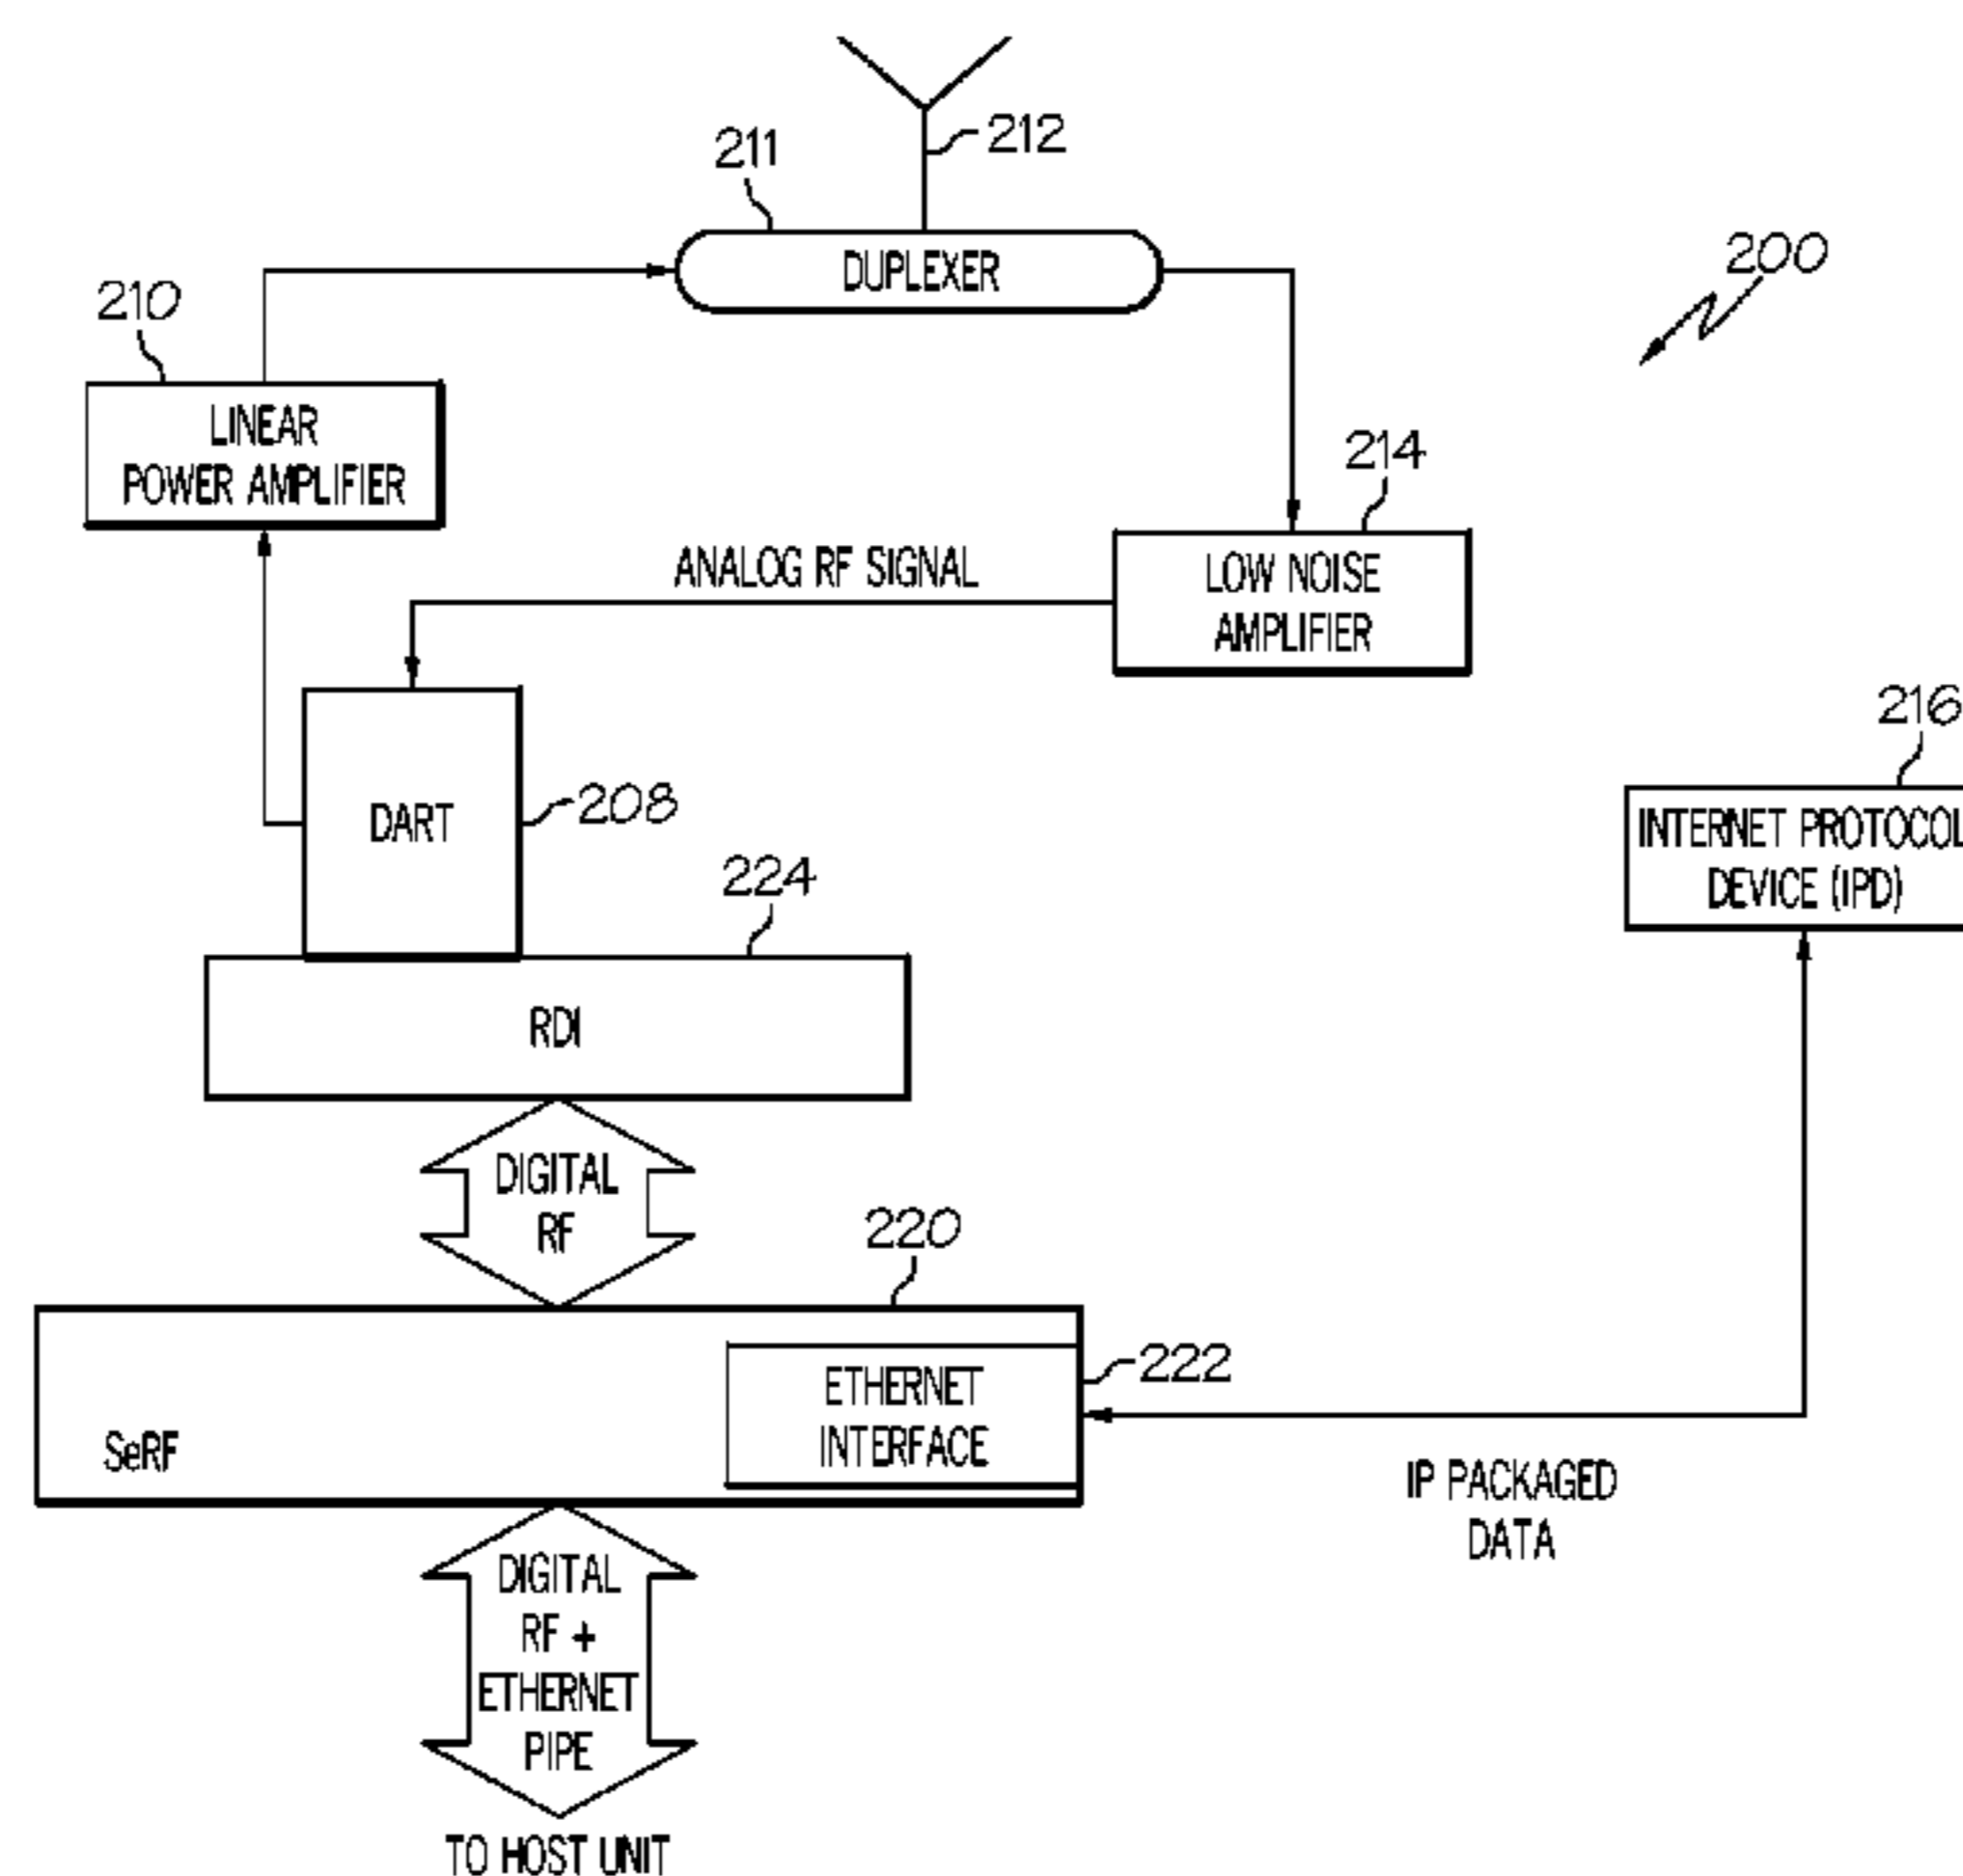 212
211
DUPLEXER
200
210
LINEAR
POWER AMPLIFIER
214
ANALOG RF SIGNAL
LOW NOISE
AMPLIFIER
216
DART
208
INTERNET PROTOCOL
DEVICE (IPD)
224
RDI
DIGITAL
RF
220
222
ETHERNET
INTERFACE
SeRF
IP PACKAGED
DATA
DIGITAL
RF +
ETHERNET
PIPE
TO HOST UNIT